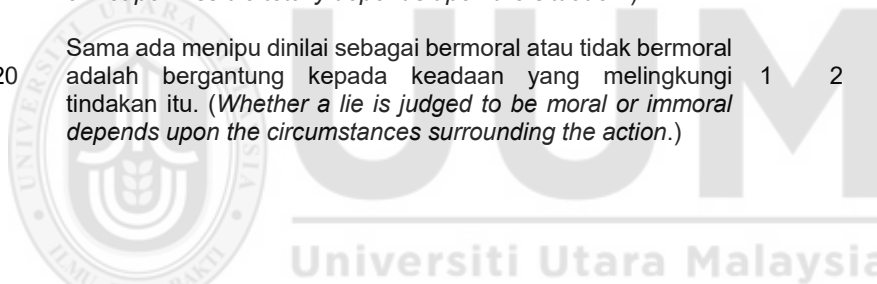 20 Sama ada menipu dinilai sebagai bermoral atau tidak bermoral
adalah bergantung kepada keadaan yang melingkungi 1 2
tindakan itu. (Whether a lie is judged to be moral or immoral
depends upon the circumstances surrounding the action.)
UUM
Universiti Utara Malaysia